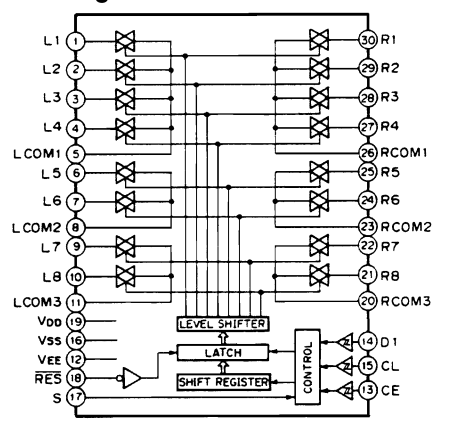 L1 1 30 R1
L2 2 29 R2
L3 3 28 R3
L4 4 27 R4
LCOM1 5 26 RCOM1
L5 6 25 R5
L6 7 24 R6
LCOM2 8 23 RCOM2
L7 9 22 R7
L8 10 21 R8
LCOM3 11 20 RCOM3
VDD 19 LEVEL SHIFTER
VSS 16 14 D1
VEE 12 LATCH CONTROL 15 CL
RES 18 SHIFT REGISTER 13 CE
S 17